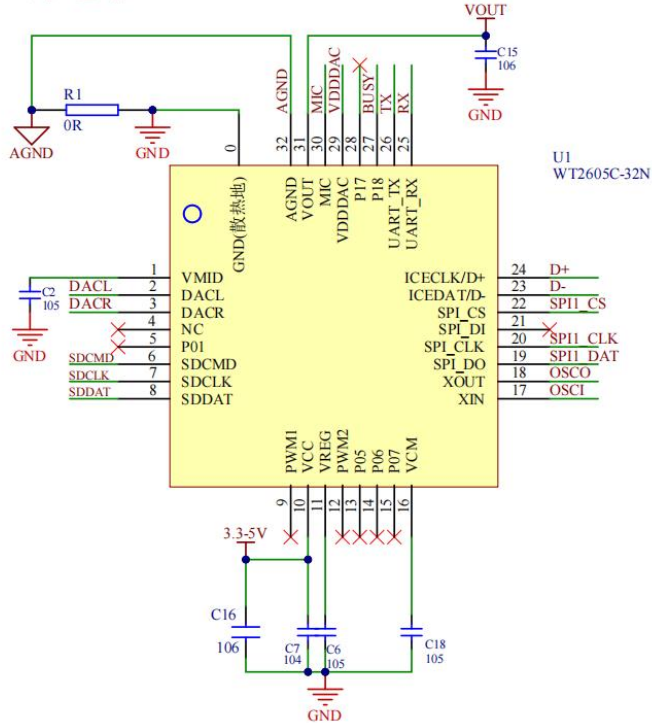 VOUT
C15
106
GND
R1
0R
AGND
GND
AGND
MIC
VDDDAC
BUSY
TX
RX
0
32
31
30
29
28
27
26
25
U1
WT2605C-32N
GND(散热地)
AGND
VOUT
MIC
VDDDAC
P17
P18
UART_TX
UART_RX
C2
105
GND
DACL
DACR
SDCMD
SDCLK
SDDAT
1 VMID
2 DACL
3 DACR
4 NC
5 P01
6 SDCMD
7 SDCLK
8 SDDAT
ICECLK/D+ 24 D+
ICEDAT/D- 23 D-
SPI_CS 22 SPI1_CS
SPI_DI 21
SPI_CLK 20 SPI1_CLK
SPI_DO 19 SPI1_DAT
XOUT 18 OSCO
XIN 17 OSCI
PWM1
VCC
VREG
PWM2
P05
P06
P07
VCM
9
10
11
12
13
14
15
16
3.3-5V
C16
106
C7
104
C6
105
C18
105
GND